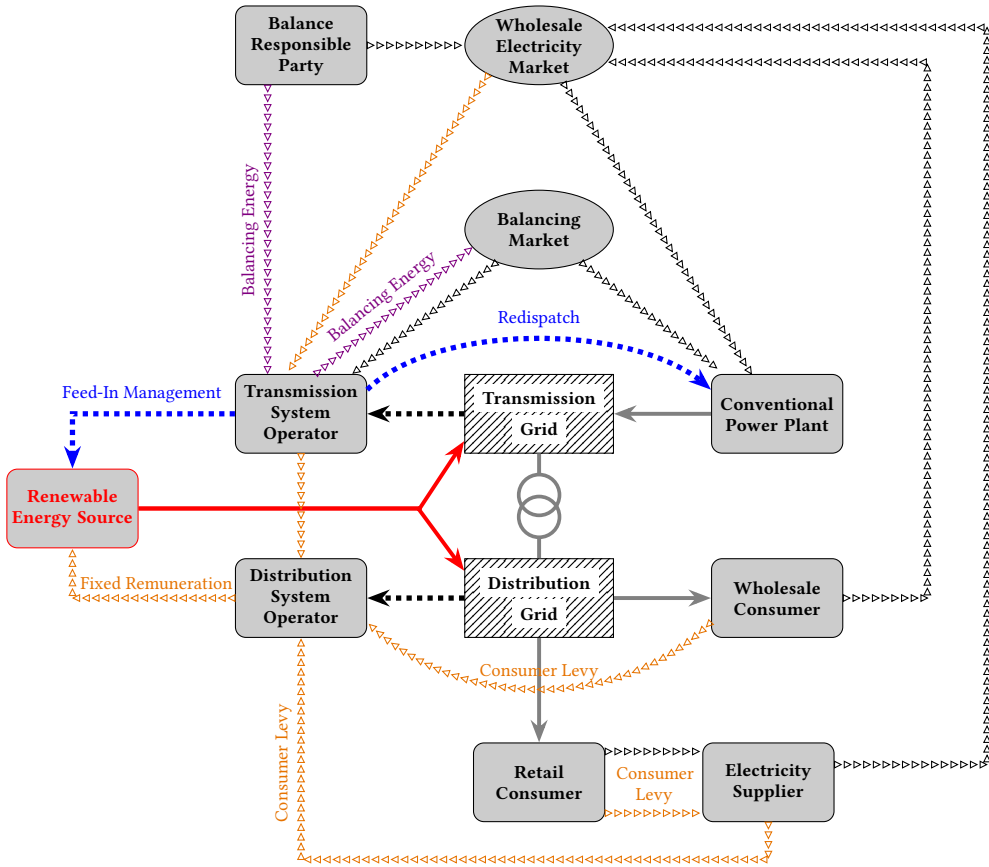 Balance
Responsible
Party
Wholesale
Electricity
Market
Balancing Energy
Balancing
Market
Balancing Energy
Redispatch
Feed-In Management
Transmission
System
Operator
Transmission
Grid
Conventional
Power Plant
Renewable
Energy Source
Fixed Remuneration
Distribution
System
Operator
Distribution
Grid
Wholesale
Consumer
Consumer Levy
Consumer Levy
Retail
Consumer
Consumer
Levy
Electricity
Supplier